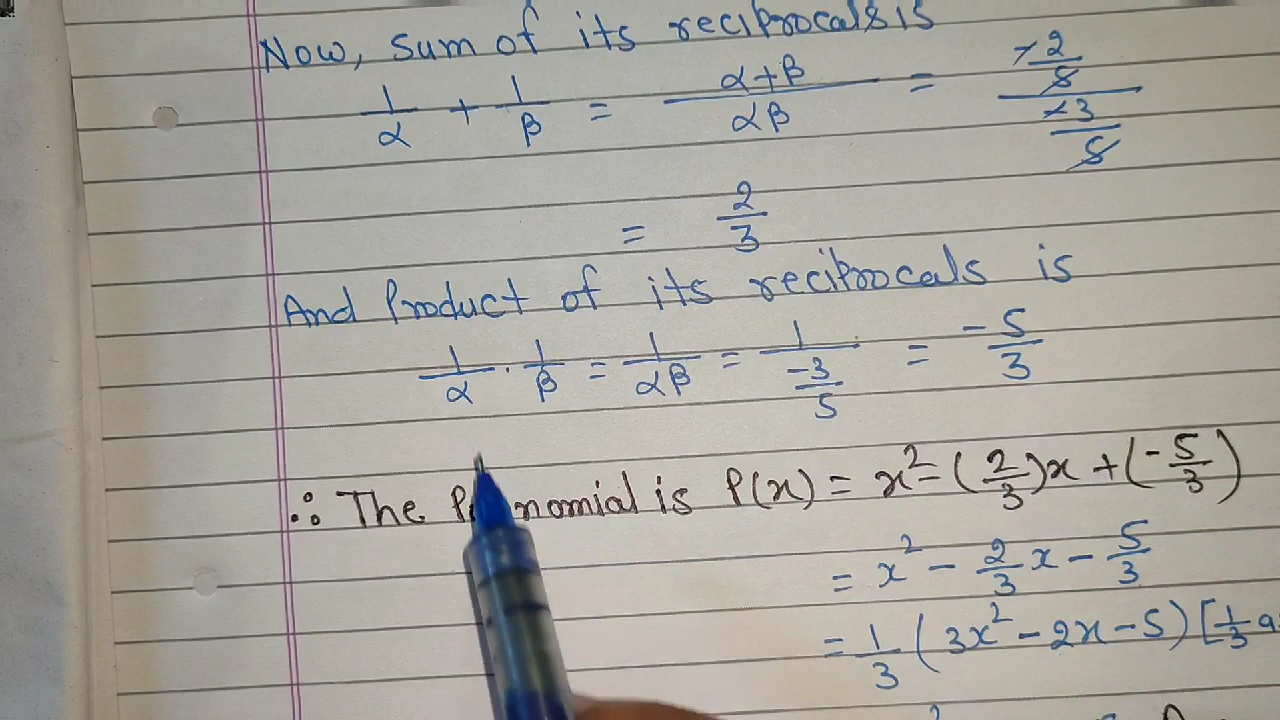 Now, Sum of its reciprocals is
1/α + 1/β = (α+β)/(αβ) = (-2/5)/(-3/5)
= 2/3
And Product of its reciprocals is
1/α · 1/β = 1/(αβ) = 1/(-3/5) = -5/3
∴ The is P(x) = x² - (2/3)x + (-5/3)
= x² - 2/3 x - 5/3
= 1/3 (3x² - 2x - 5) [1/3